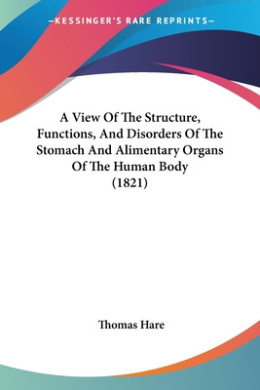 KESSINGER'S RARE REPRINTS
A View Of The Structure,
Functions, And Disorders Of The
Stomach And Alimentary Organs
Of The Human Body
(1821)
Thomas Hare